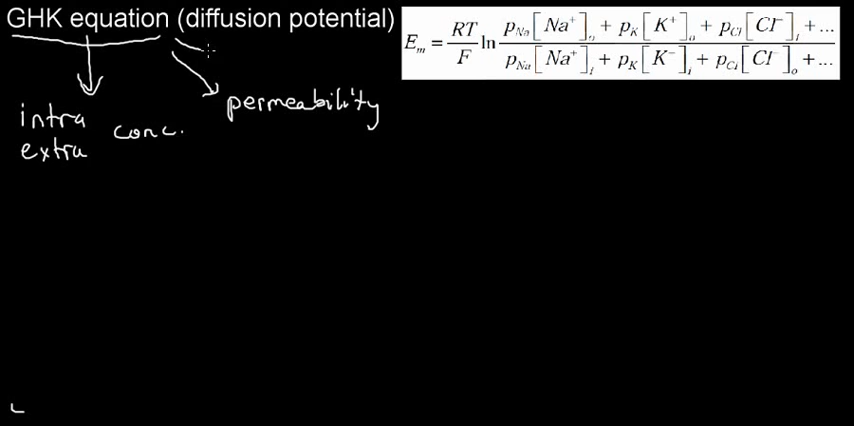 GHK equation (diffusion potential)
E_m = RT/F ln (p_Na[Na⁺]_o + p_K[K⁺]_o + p_Cl[Cl⁻]_i + ...)/(p_Na[Na⁺]_i + p_K[K⁻]_i + p_Cl[Cl⁻]_o + ...)
intra
extra
conc.
permeability